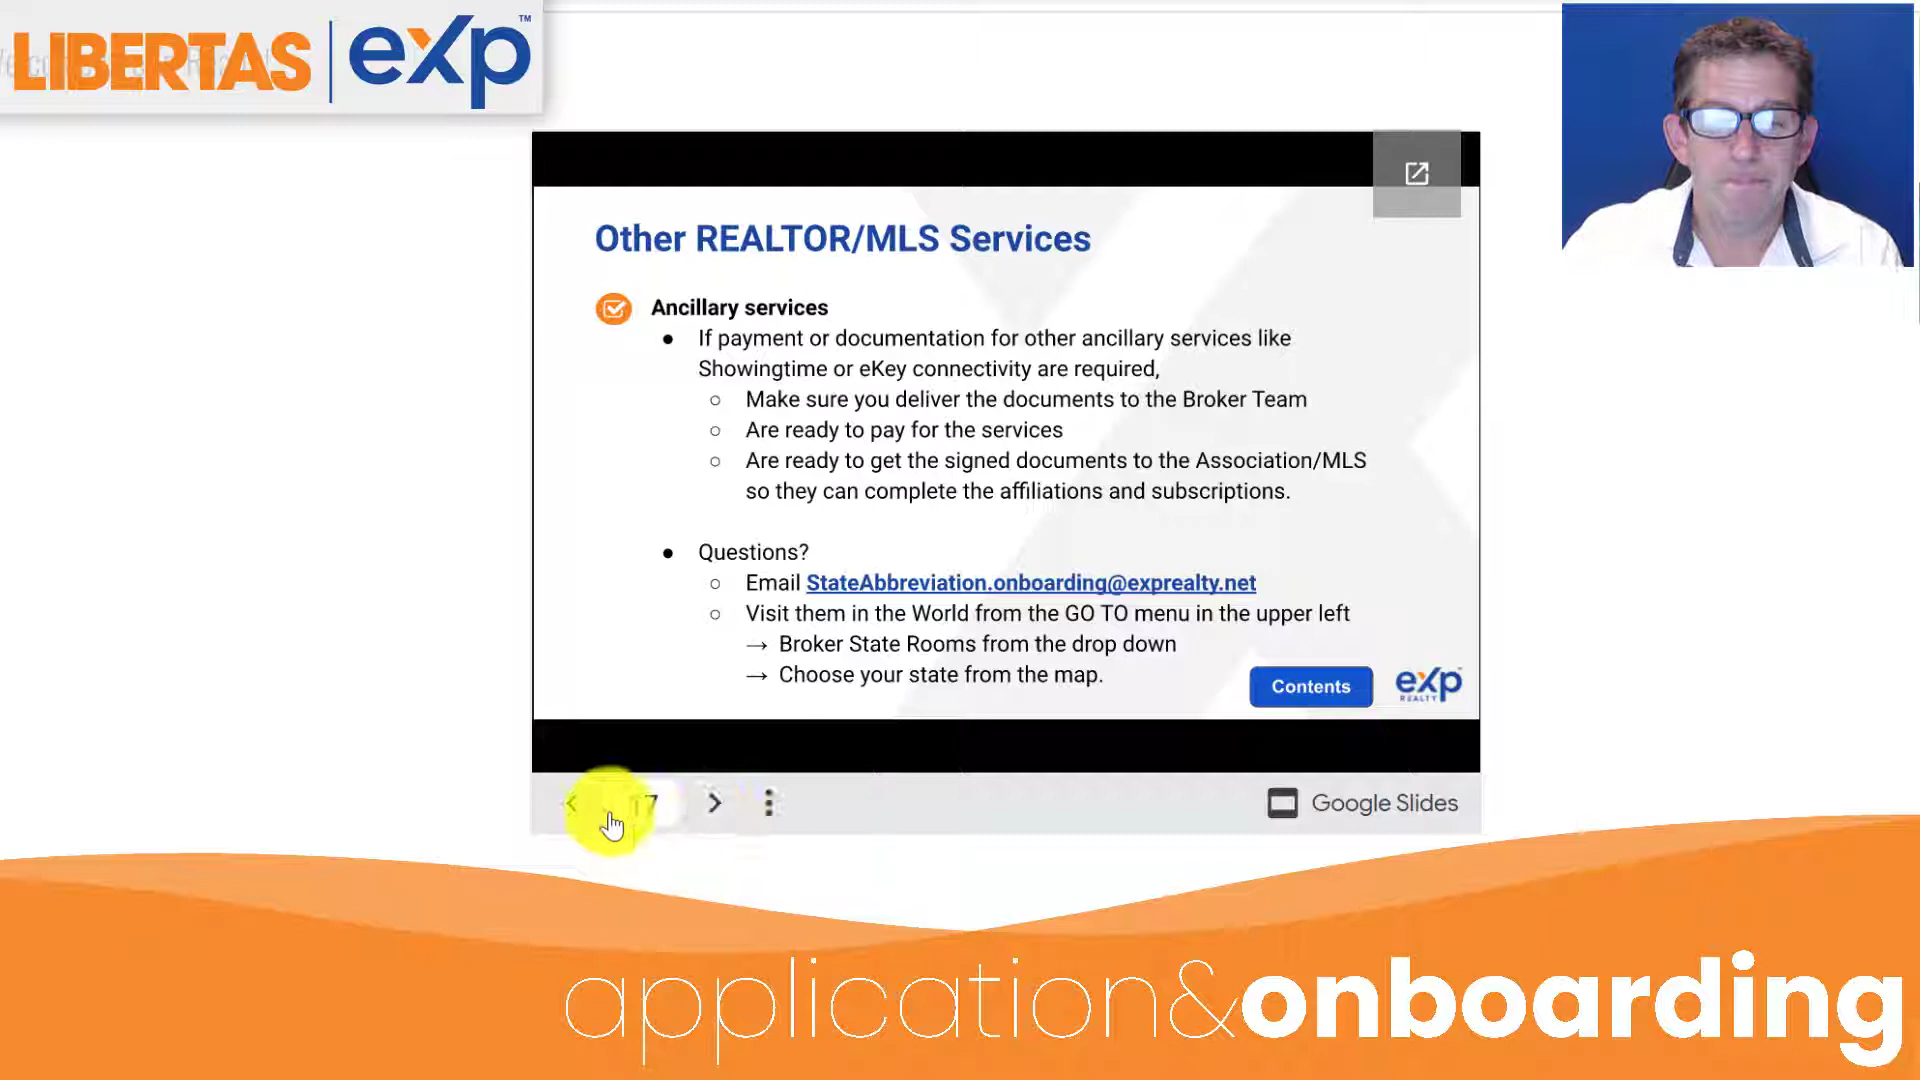 LIBERTAS eXp™
Other REALTOR/MLS Services
Ancillary services
● If payment or documentation for other ancillary services like
Showingtime or eKey connectivity are required,
○ Make sure you deliver the documents to the Broker Team
○ Are ready to pay for the services
○ Are ready to get the signed documents to the Association/MLS
so they can complete the affiliations and subscriptions.
● Questions?
○ Email StateAbbreviation.onboarding@exprealty.net
○ Visit them in the World from the GO TO menu in the upper left
→ Broker State Rooms from the drop down
→ Choose your state from the map.
Contents
eXp REALTY
17
Google Slides
application&onboarding